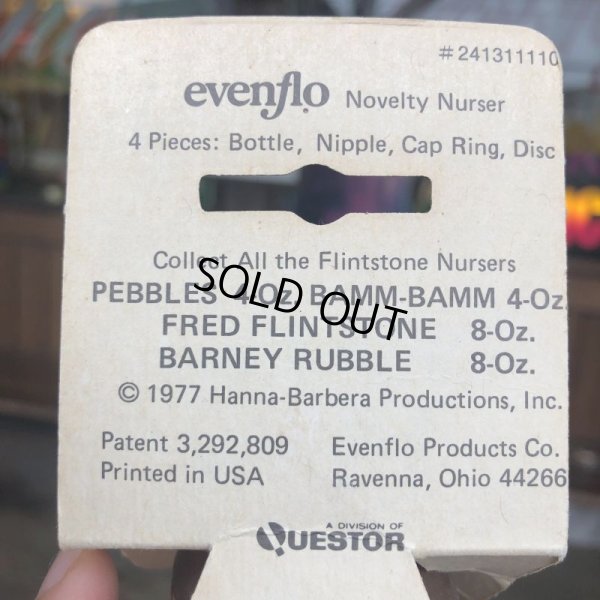 #241311110
evenflo Novelty Nurser
4 Pieces: Bottle, Nipple, Cap Ring, Disc
Collect All the Flintstone Nursers
PEBBLES 4-Oz. BAMM-BAMM 4-Oz.
SOLD OUT
FRED FLINTSTONE 8-Oz.
BARNEY RUBBLE 8-Oz.
© 1977 Hanna-Barbera Productions, Inc.
Patent 3,292,809 Evenflo Products Co.
Printed in USA Ravenna, Ohio 44266
A DIVISION OF
QUESTOR